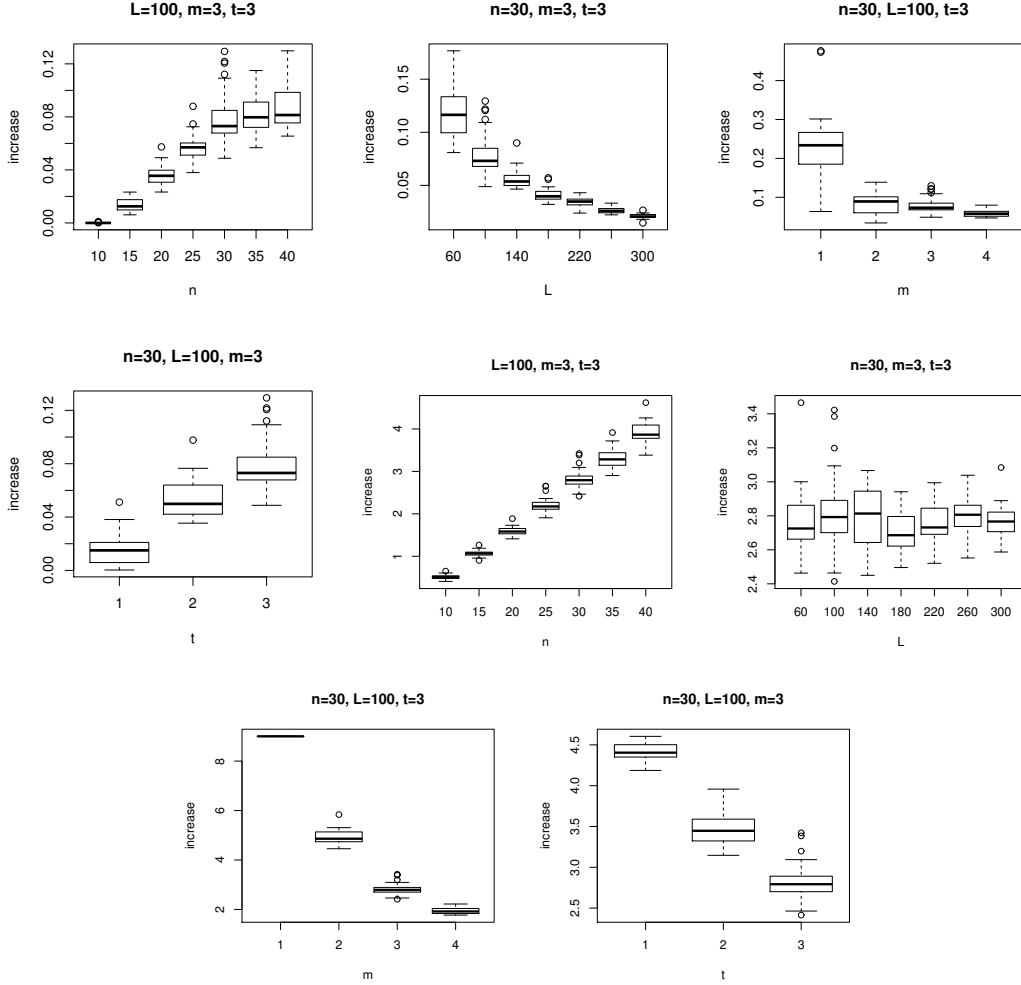 L=100, m=3, t=3
increase
0.00 0.04 0.08 0.12
10 15 20 25 30 35 40
n
n=30, m=3, t=3
increase
0.05 0.10 0.15
60 140 220 300
L
n=30, L=100, t=3
increase
0.1 0.2 0.3 0.4
1 2 3 4
m
n=30, L=100, m=3
increase
0.00 0.04 0.08 0.12
1 2 3
t
L=100, m=3, t=3
increase
1 2 3 4
10 15 20 25 30 35 40
n
n=30, m=3, t=3
increase
2.4 2.6 2.8 3.0 3.2 3.4
60 100 140 180 220 260 300
L
n=30, L=100, t=3
increase
2 4 6 8
1 2 3 4
m
n=30, L=100, m=3
increase
2.5 3.0 3.5 4.0 4.5
1 2 3
t